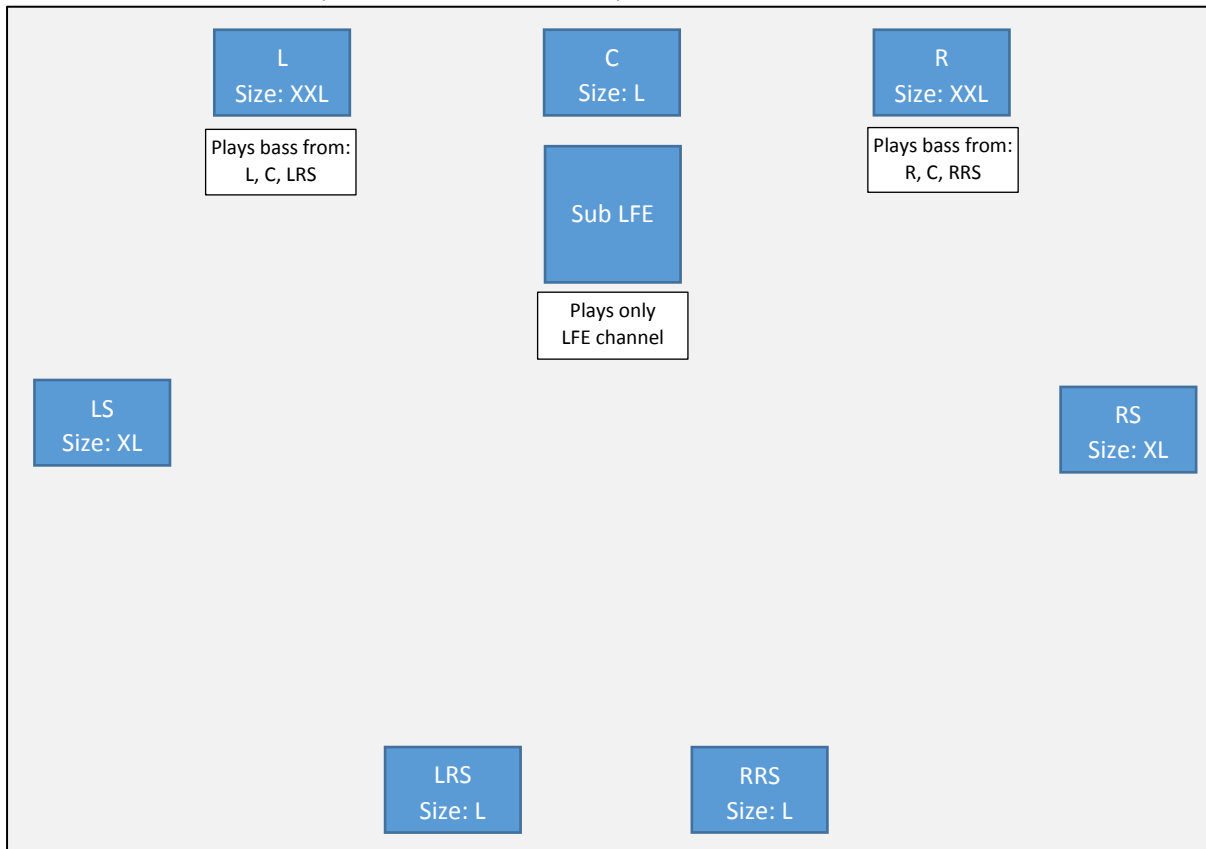 L
Size: XXL
C
Size: L
R
Size: XXL
Plays bass from:
L, C, LRS
Plays bass from:
R, C, RRS
Sub LFE
Plays only
LFE channel
LS
Size: XL
RS
Size: XL
LRS
Size: L
RRS
Size: L